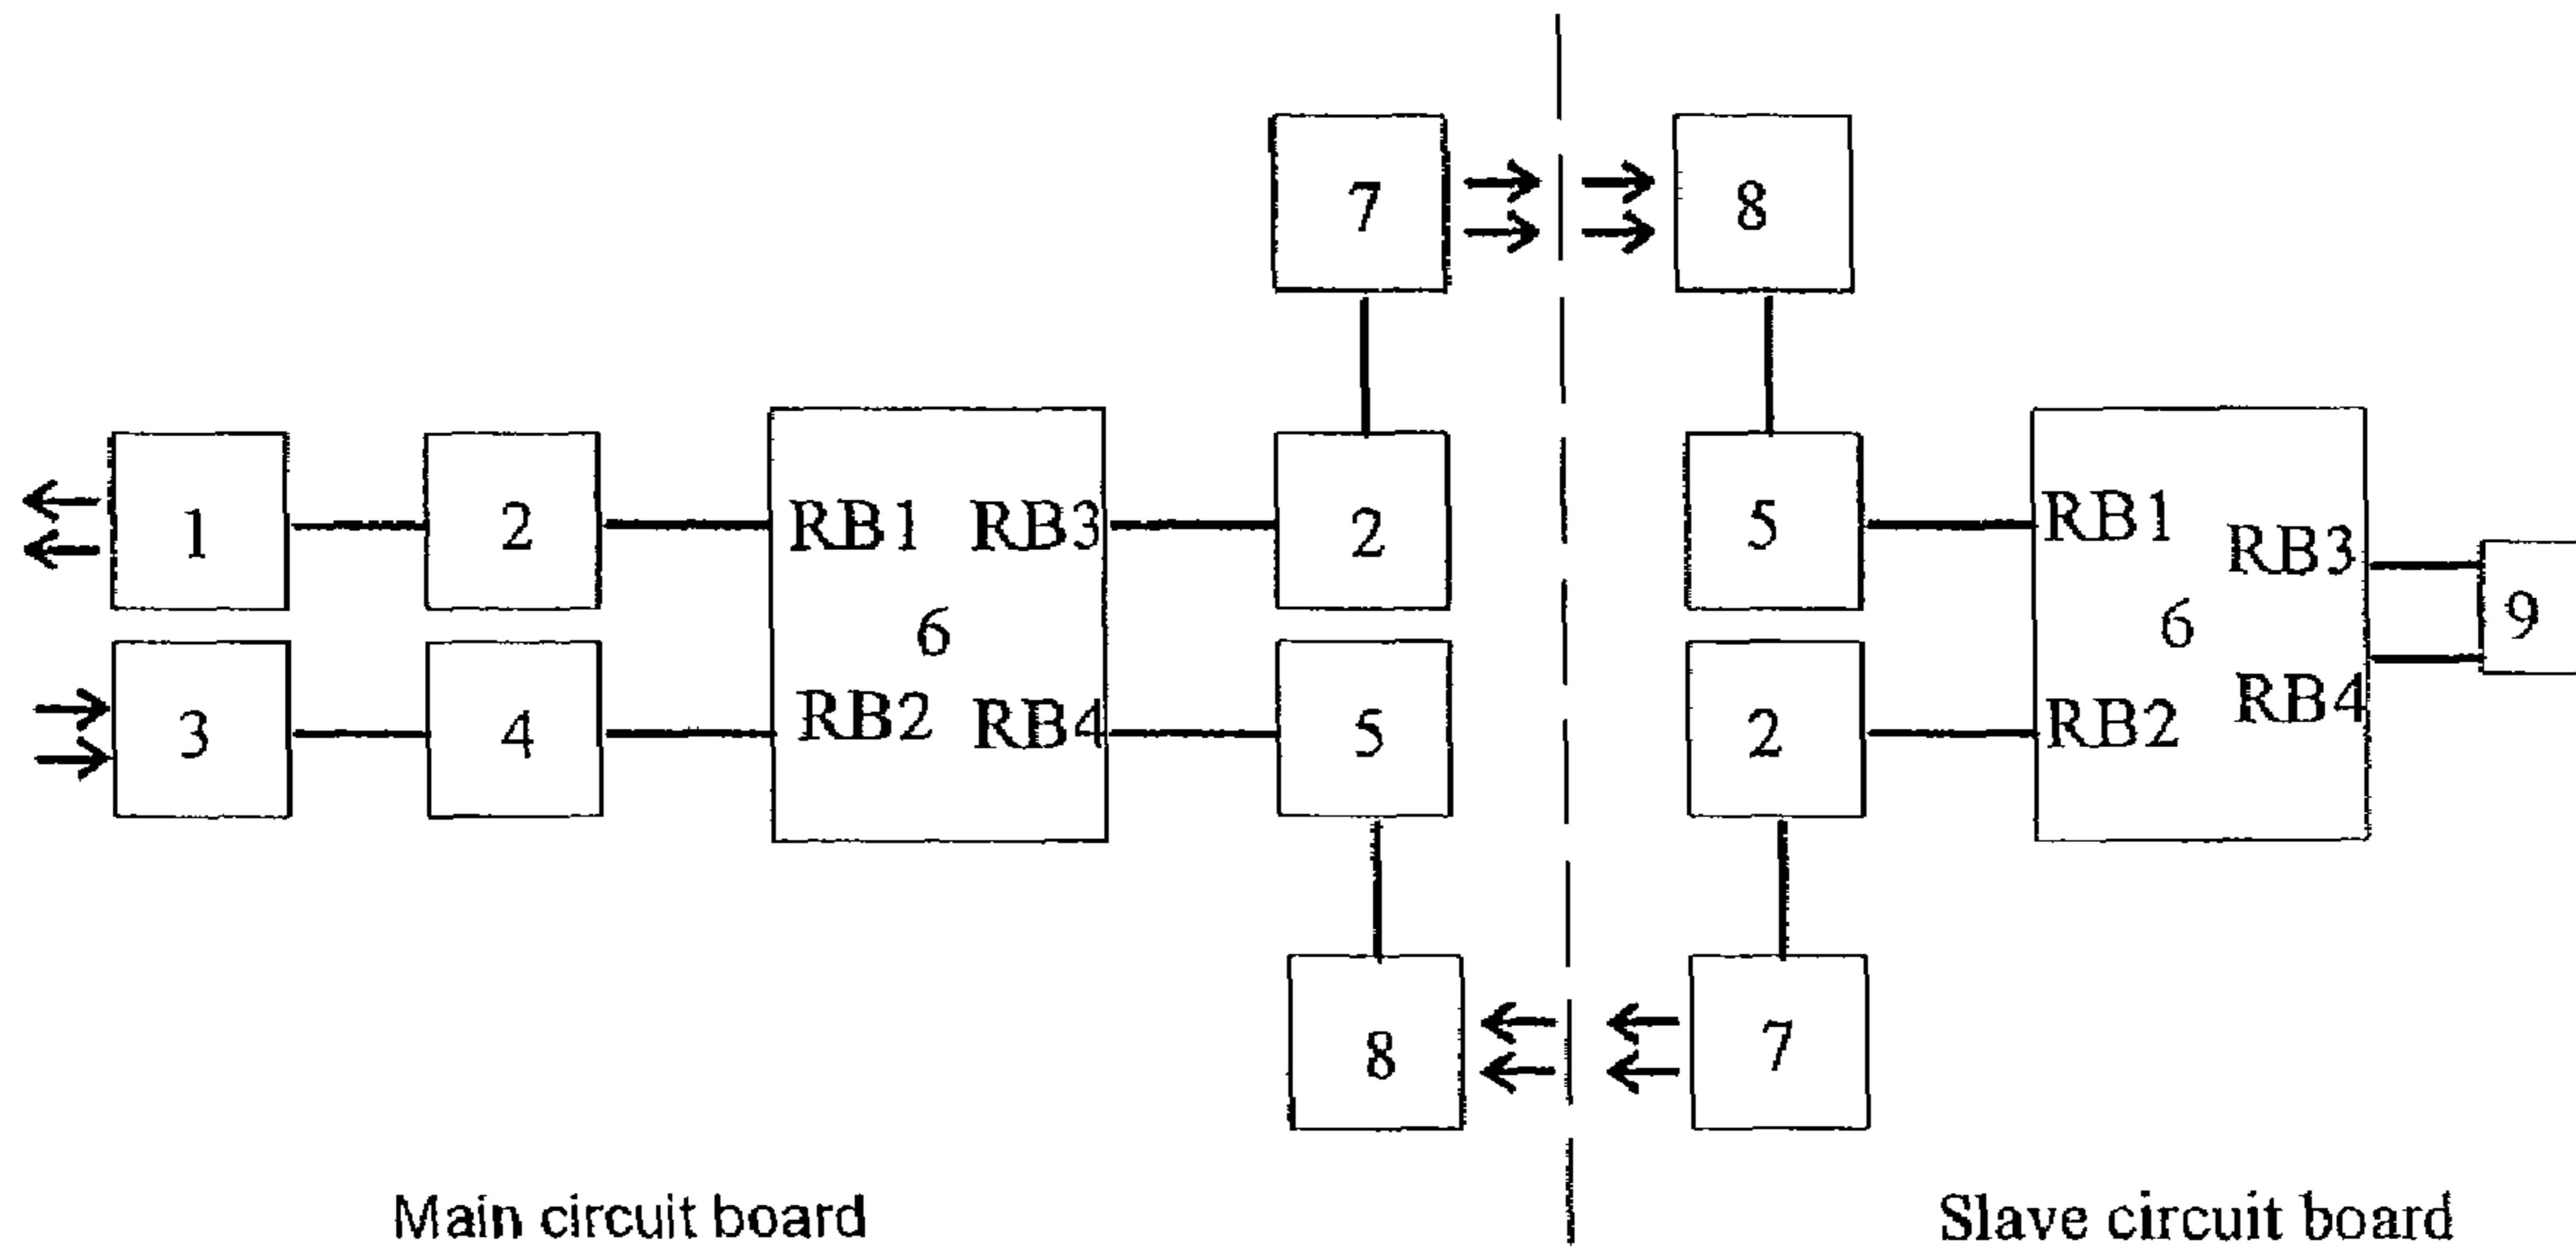 7 8
1 2 RB1 RB3 2 5 RB1 RB3
6 6 9
3 4 RB2 RB4 5 2 RB2 RB4
8 7
Main circuit board Slave circuit board